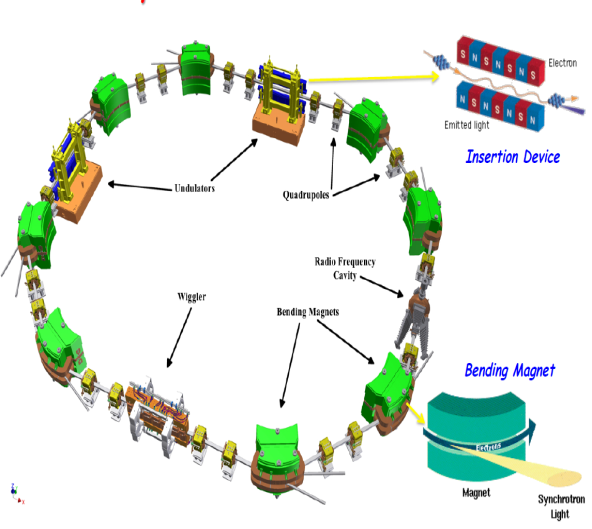 S N S N S N S
Electron
N S N S N S N
Emitted light
Insertion Device
Undulators
Quadrupoles
Radio Frequency
Cavity
Wiggler
Bending Magnets
Bending Magnet
Electrons
Magnet
Synchrotron
Light